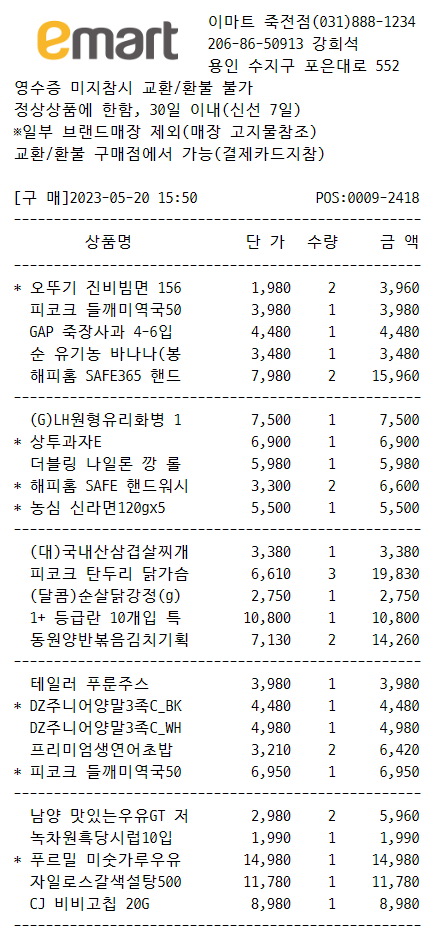 emart
이마트 죽전점(031)888-1234
206-86-50913 강희석
용인 수지구 포은대로 552
영수증 미지참시 교환/환불 불가
정상상품에 한함, 30일 이내(신선 7일)
※일부 브랜드매장 제외(매장 고지물참조)
교환/환불 구매점에서 가능(결제카드지참)
[구 매]2023-05-20 15:50 POS:0009-2418
상품명 단 가 수량 금 액
* 오뚜기 진비빔면 156 1,980 2 3,960
피코크 들깨미역국50 3,980 1 3,980
GAP 죽장사과 4-6입 4,480 1 4,480
순 유기농 바나나(봉 3,480 1 3,480
해피홈 SAFE365 핸드 7,980 2 15,960
(G)LH원형유리화병 1 7,500 1 7,500
* 상투과자E 6,900 1 6,900
더블링 나일론 깡 롤 5,980 1 5,980
* 해피홈 SAFE 핸드워시 3,300 2 6,600
* 농심 신라면120gx5 5,500 1 5,500
(대)국내산삼겹살찌개 3,380 1 3,380
피코크 탄두리 닭가슴 6,610 3 19,830
(달콤)순살닭강정(g) 2,750 1 2,750
1+ 등급란 10개입 특 10,800 1 10,800
동원양반볶음김치기획 7,130 2 14,260
테일러 푸룬주스 3,980 1 3,980
* DZ주니어양말3족C_BK 4,480 1 4,480
DZ주니어양말3족C_WH 4,980 1 4,980
프리미엄생연어초밥 3,210 2 6,420
* 피코크 들깨미역국50 6,950 1 6,950
남양 맛있는우유GT 저 2,980 2 5,960
녹차원흑당시럽10입 1,990 1 1,990
* 푸르밀 미숫가루우유 14,980 1 14,980
자일로스갈색설탕500 11,780 1 11,780
CJ 비비고칩 20G 8,980 1 8,980